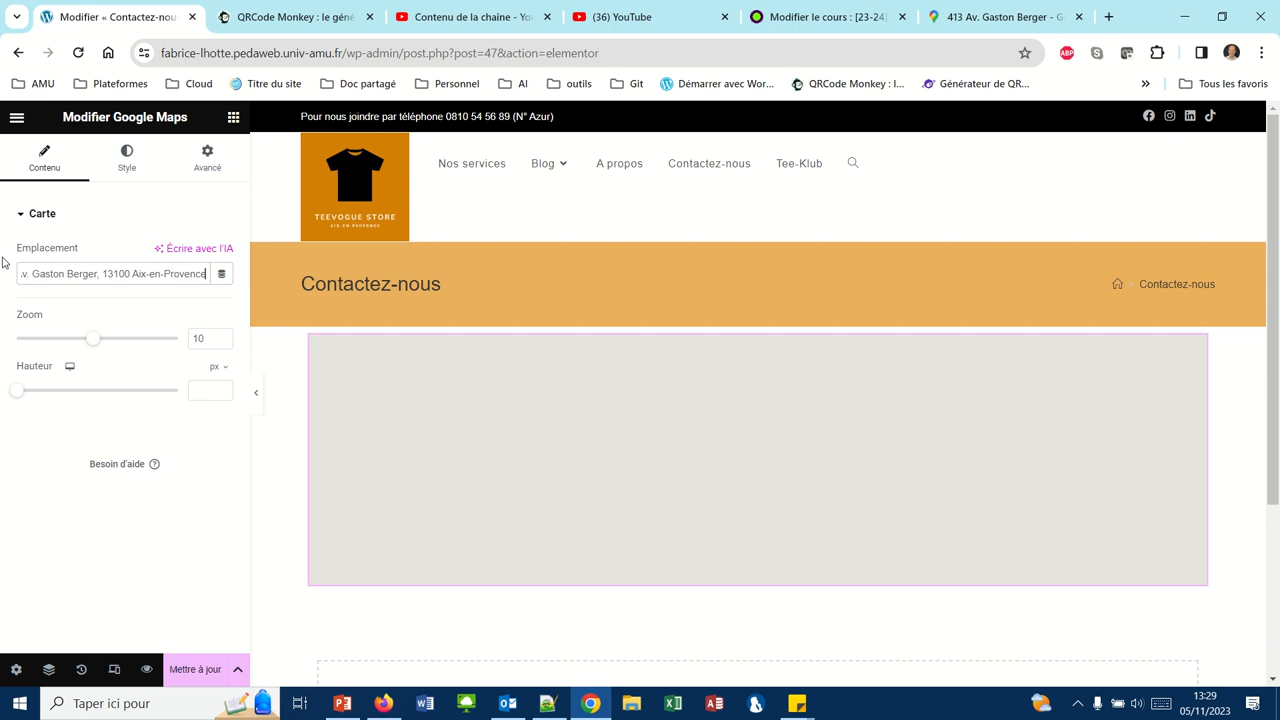 Modifier « Contactez-nous
QRCode Monkey : le géné
Contenu de la chaîne - You
(36) YouTube
Modifier le cours : [23-24]
413 Av. Gaston Berger - G
fabrice-lhotte.pedaweb.univ-amu.fr/wp-admin/post.php?post=47&action=elementor
AMU
Plateformes
Cloud
Titre du site
Doc partagé
Personnel
AI
outils
Git
Démarrer avec Wor...
QRCode Monkey : l...
Générateur de QR...
»
Tous les favoris
Modifier Google Maps
Contenu
Style
Avancé
Carte
Emplacement
Écrire avec l'IA
.v. Gaston Berger, 13100 Aix-en-Provence
Zoom
10
Hauteur
px
Besoin d'aide
Mettre à jour
Pour nous joindre par téléphone 0810 54 56 89 (N° Azur)
TEEVOGUE STORE
AIX EN PROVENCE
Nos services
Blog
A propos
Contactez-nous
Tee-Klub
Contactez-nous
Contactez-nous
Taper ici pour
13:29
05/11/2023